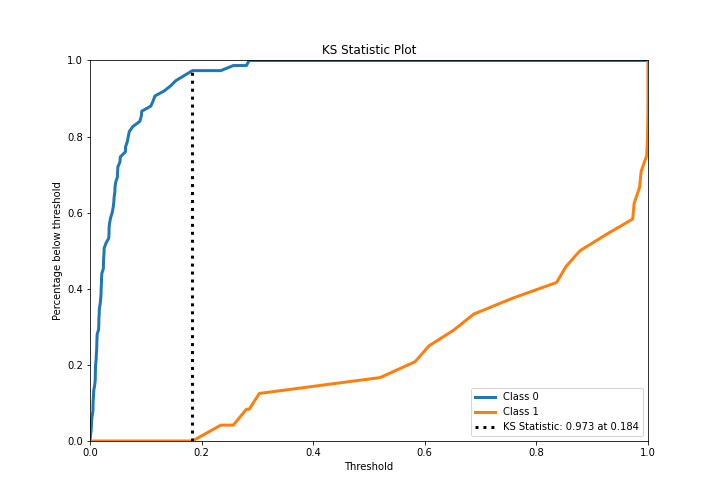 KS Statistic Plot
1.0
0.8
0.6
0.4
0.2
0.0
Percentage below threshold
0.0 0.2 0.4 0.6 0.8 1.0
Threshold
Class 0
Class 1
KS Statistic: 0.973 at 0.184